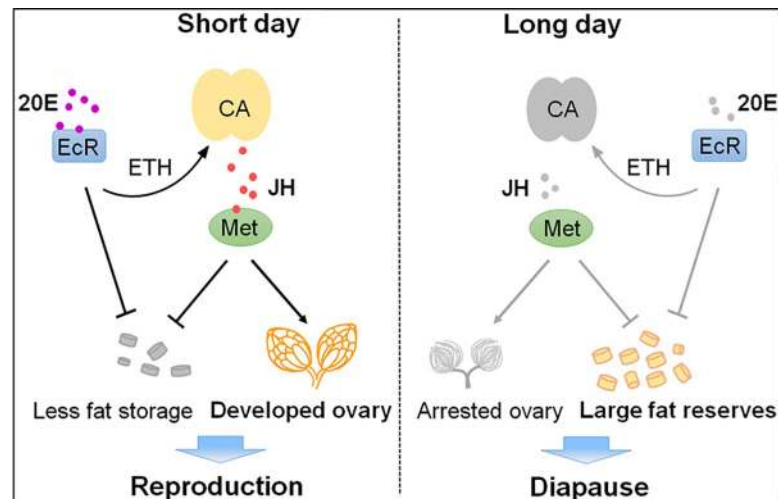 Short day
20E
CA
EcR
ETH
JH
Met
Less fat storage
Developed ovary
Reproduction
Long day
CA
20E
EcR
ETH
JH
Met
Arrested ovary
Large fat reserves
Diapause